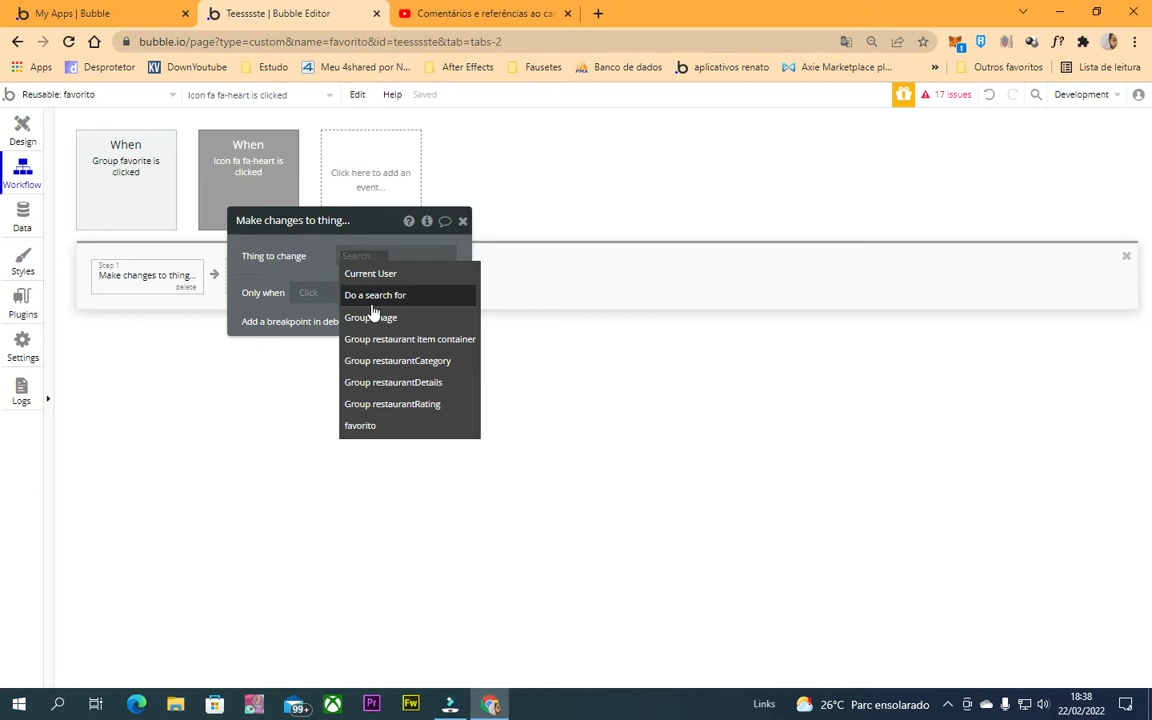 My Apps | Bubble
Teesssste | Bubble Editor
Comentários e referências ao car
bubble.io/page?type=custom&name=favorito&id=teesssste&tab=tabs-2
Apps
Desprotetor
DownYoutube
Estudo
Meu 4shared por N...
After Effects
Fausetes
Banco de dados
aplicativos renato
Axie Marketplace pl...
Outros favoritos
Lista de leitura
Reusable: favorito
Icon fa fa-heart is clicked
Edit
Help
Saved
17 issues
Development
Design
Workflow
Data
Styles
Plugins
Settings
Logs
When
Group favorite is
clicked
When
Icon fa fa-heart is
clicked
Click here to add an
event...
Step 1
Make changes to thing...
delete
Make changes to thing...
Thing to change
Search...
Only when
Click
Add a breakpoint in deb
Current User
Do a search for
Group Image
Group restaurant item container
Group restaurantCategory
Group restaurantDetails
Group restaurantRating
favorito
99+
Links
26°C Parc ensolarado
18:38
22/02/2022